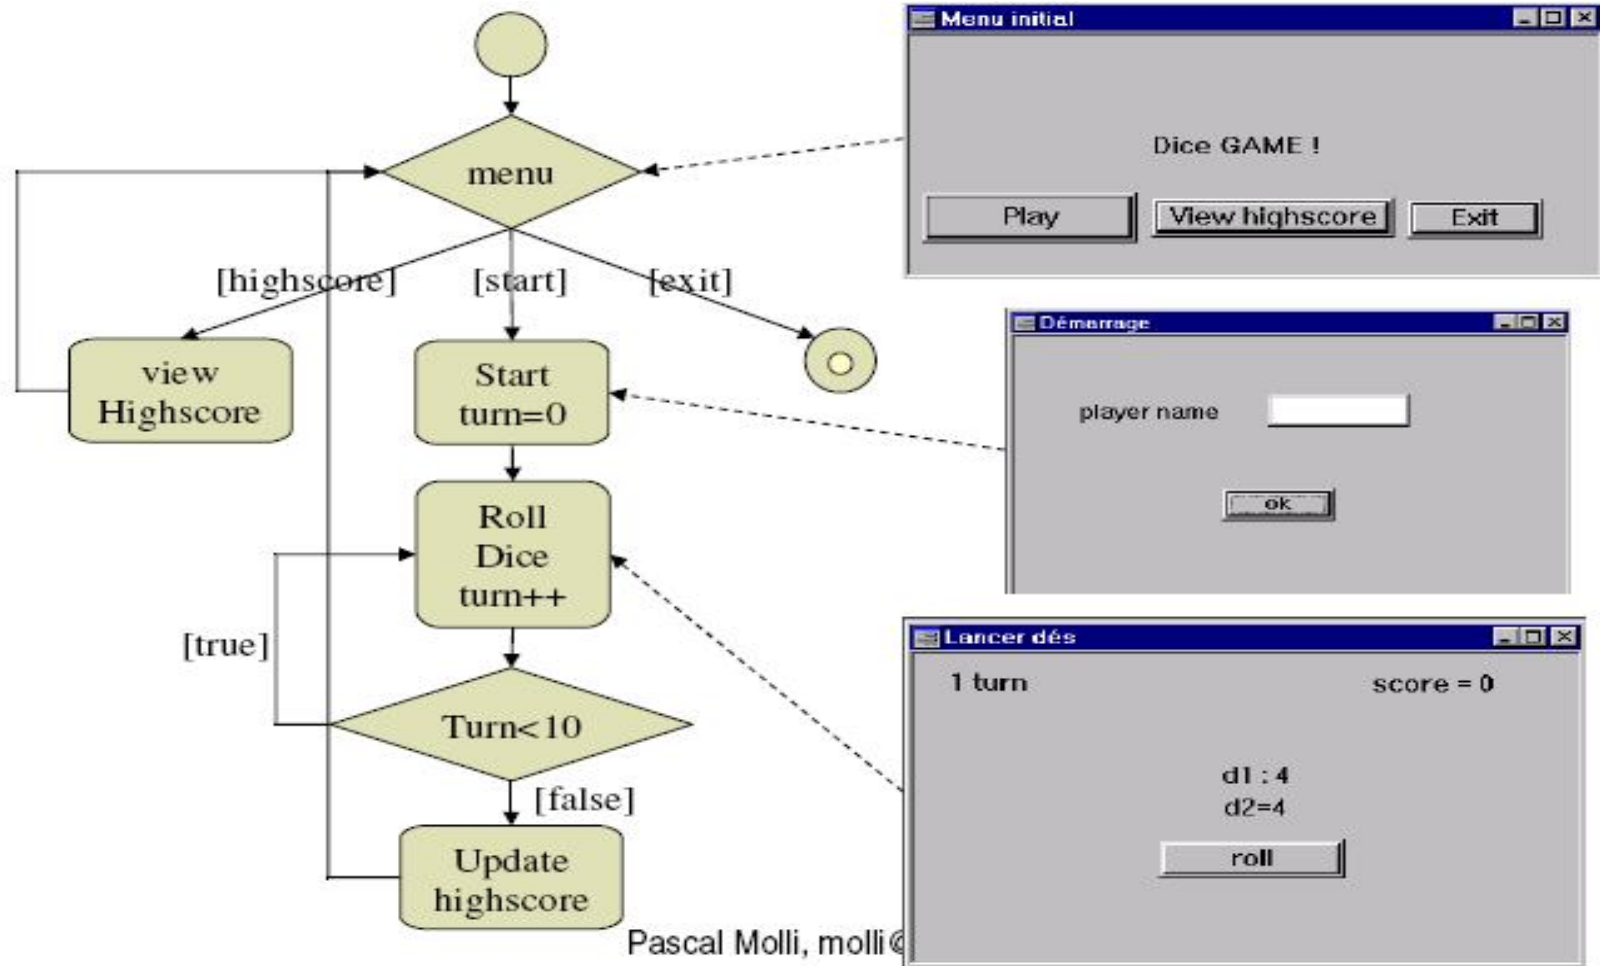 menu
[highscore]
[start]
[exit]
view
Highscore
Start
turn=0
Roll
Dice
turn++
[true]
Turn<10
[false]
Update
highscore
Pascal Molli, molli@
Menu initial
Dice GAME !
Play
View highscore
Exit
Démarrage
player name
ok
Lancer dés
1 turn
score = 0
d1 : 4
d2=4
roll